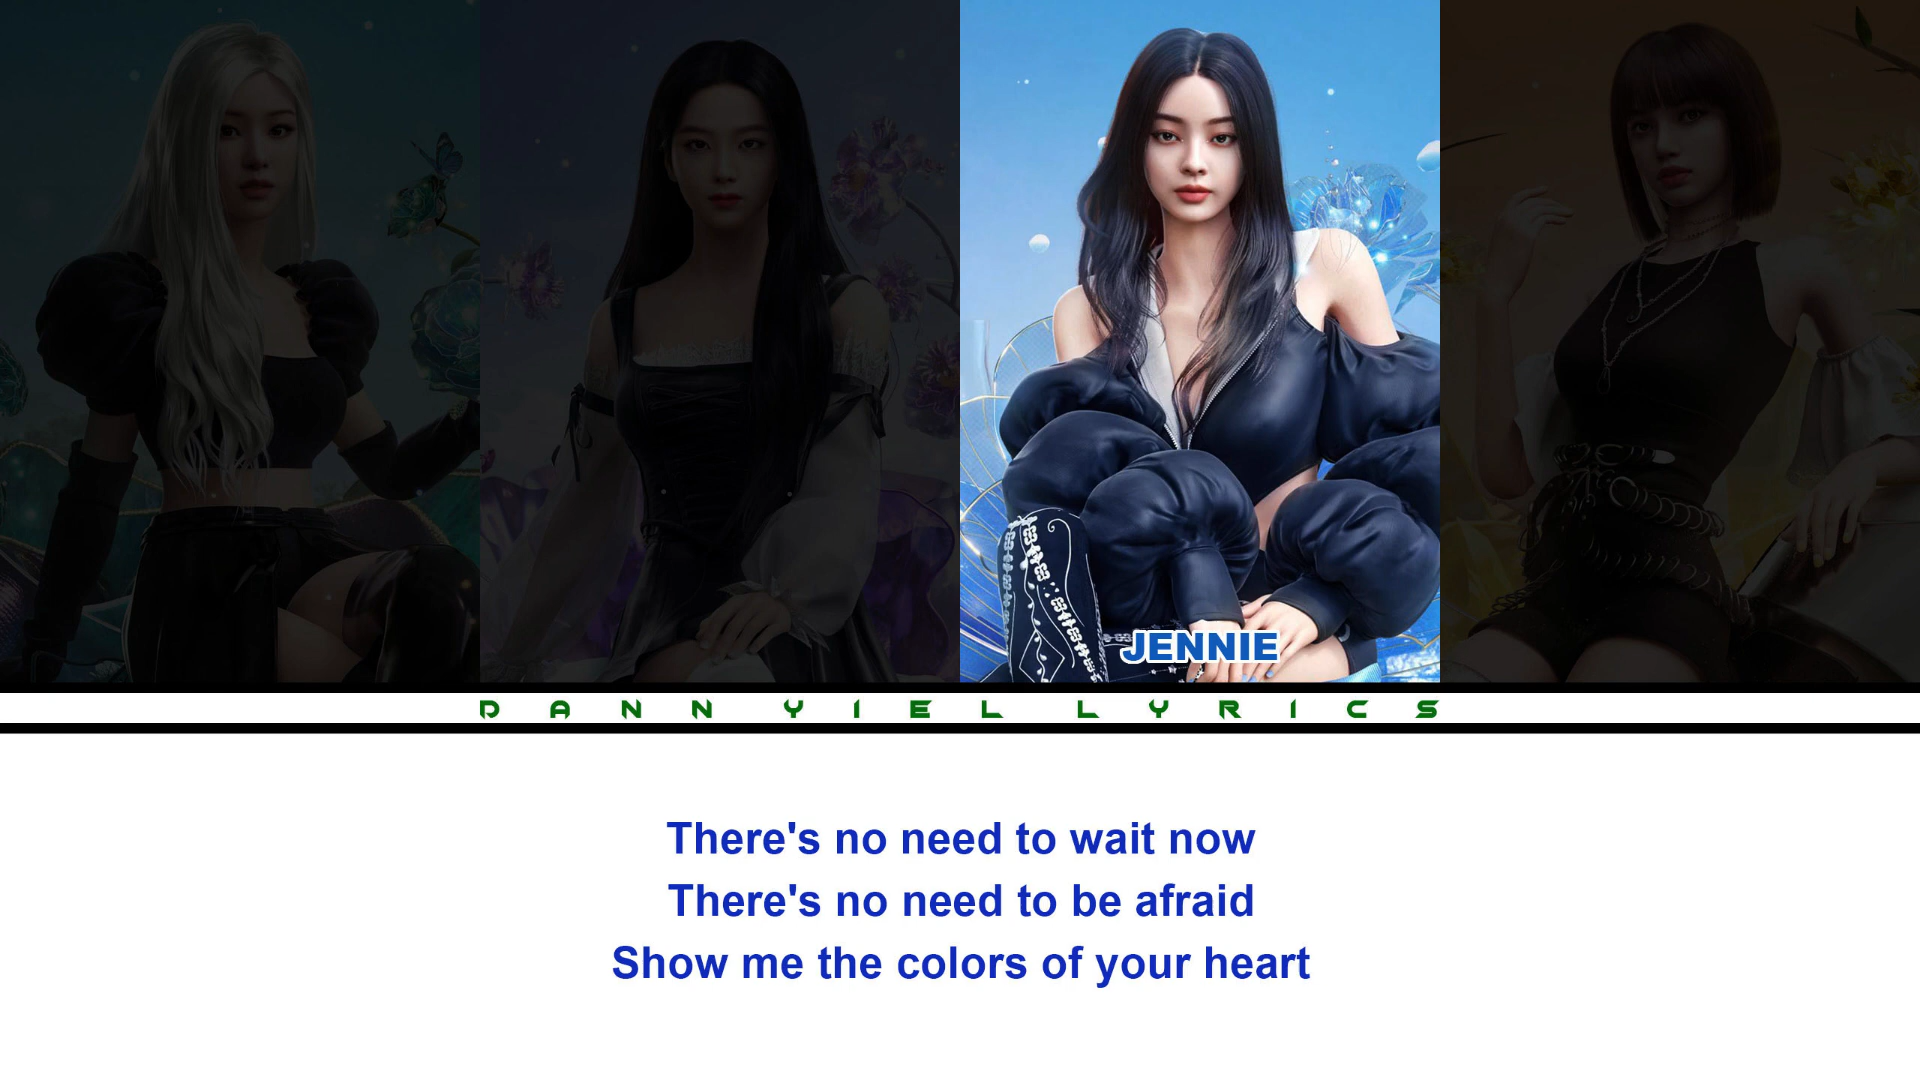 JENNIE
DANNYIEL LYRICS
There's no need to wait now
There's no need to be afraid
Show me the colors of your heart